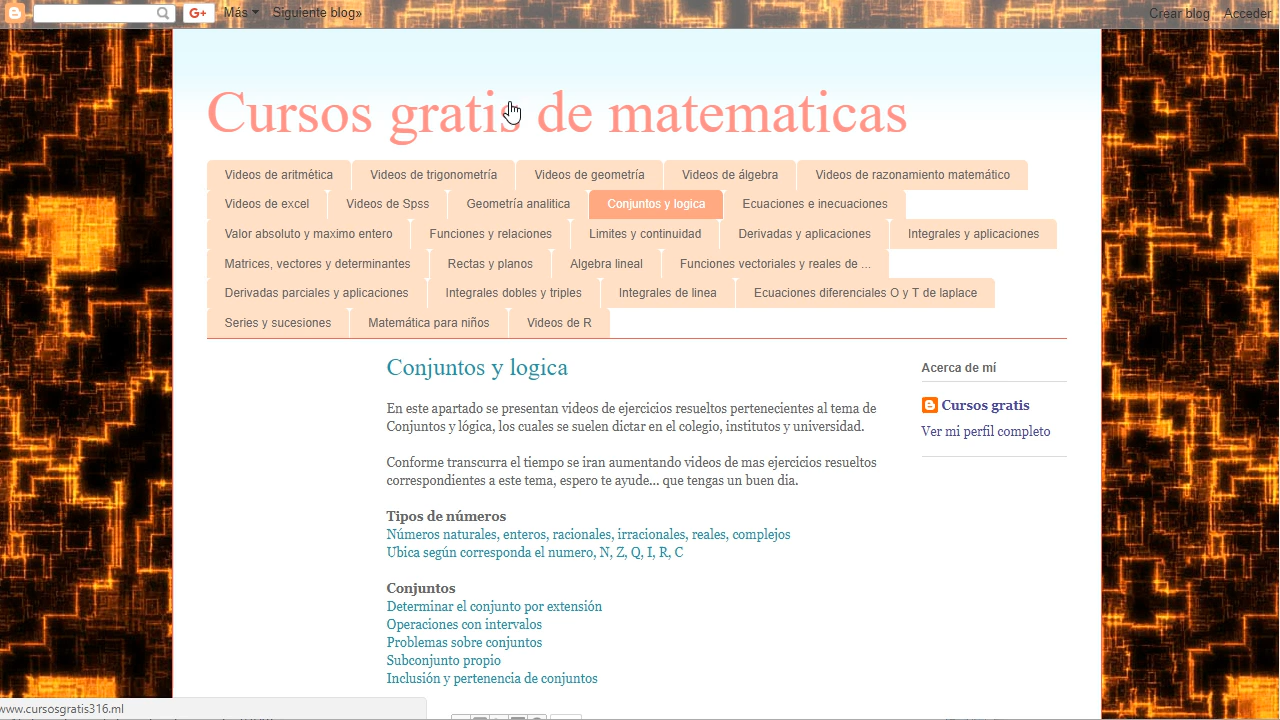 Más Siguiente blog» Crear blog Acceder
Cursos gratis de matematicas
Videos de aritmética Videos de trigonometría Videos de geometría Videos de álgebra Videos de razonamiento matemático
Videos de excel Videos de Spss Geometría analitica Conjuntos y logica Ecuaciones e inecuaciones
Valor absoluto y maximo entero Funciones y relaciones Limites y continuidad Derivadas y aplicaciones Integrales y aplicaciones
Matrices, vectores y determinantes Rectas y planos Algebra lineal Funciones vectoriales y reales de ...
Derivadas parciales y aplicaciones Integrales dobles y triples Integrales de linea Ecuaciones diferenciales O y T de laplace
Series y sucesiones Matemática para niños Videos de R
Conjuntos y logica
En este apartado se presentan videos de ejercicios resueltos pertenecientes al tema de
Conjuntos y lógica, los cuales se suelen dictar en el colegio, institutos y universidad.
Conforme transcurra el tiempo se iran aumentando videos de mas ejercicios resueltos
correspondientes a este tema, espero te ayude... que tengas un buen dia.
Tipos de números
Números naturales, enteros, racionales, irracionales, reales, complejos
Ubica según corresponda el numero, N, Z, Q, I, R, C
Conjuntos
Determinar el conjunto por extensión
Operaciones con intervalos
Problemas sobre conjuntos
Subconjunto propio
Inclusión y pertenencia de conjuntos
Acerca de mí
Cursos gratis
Ver mi perfil completo
www.cursosgratis316.ml